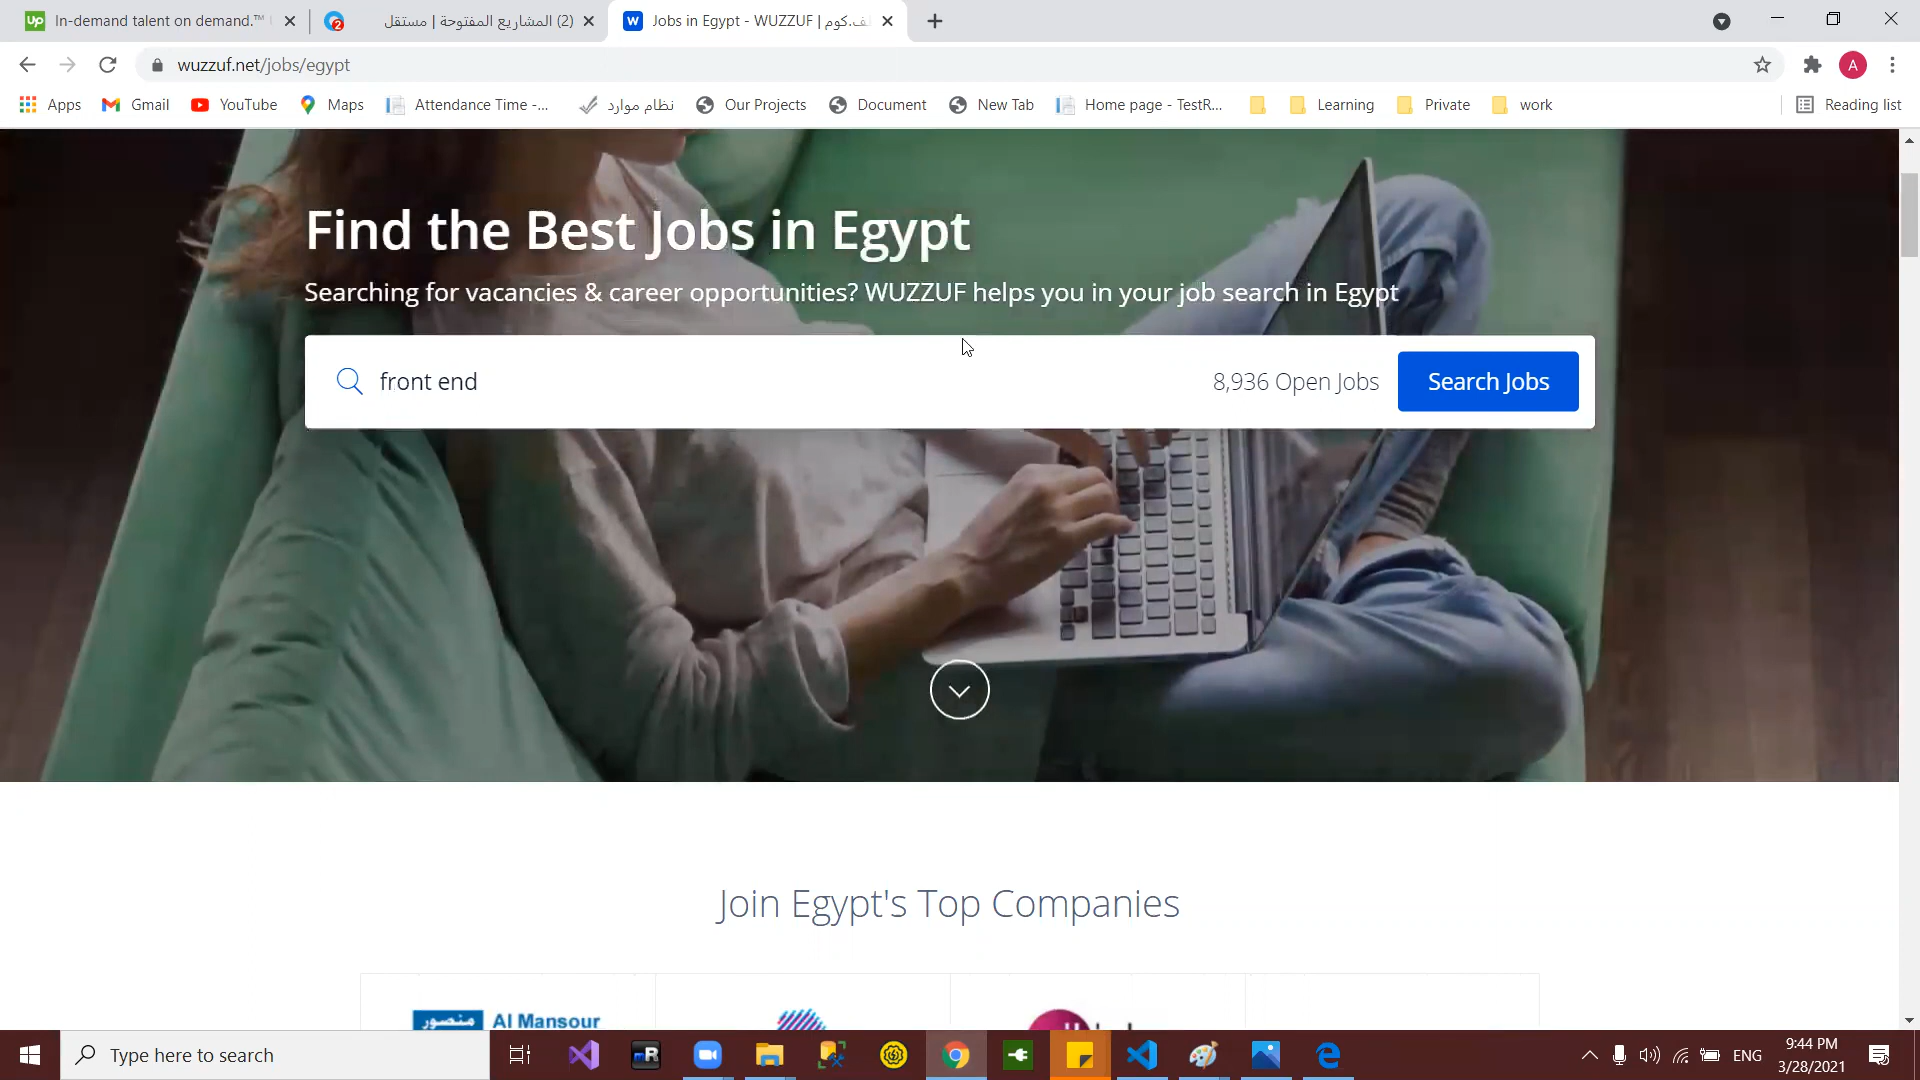 In-demand talent on demand.™
(2) المشاريع المفتوحة | مستقل
Jobs in Egypt - WUZZUF |
wuzzuf.net/jobs/egypt
A
Apps
Gmail
YouTube
Maps
Attendance Time -...
نظام موارد
Our Projects
Document
New Tab
Home page - TestR...
Learning
Private
work
Reading list
Find the Best Jobs in Egypt
Searching for vacancies & career opportunities? WUZZUF helps you in your job search in Egypt
front end
8,936 Open Jobs
Search Jobs
Join Egypt's Top Companies
منصور Al Mansour
Type here to search
ENG
9:44 PM
3/28/2021